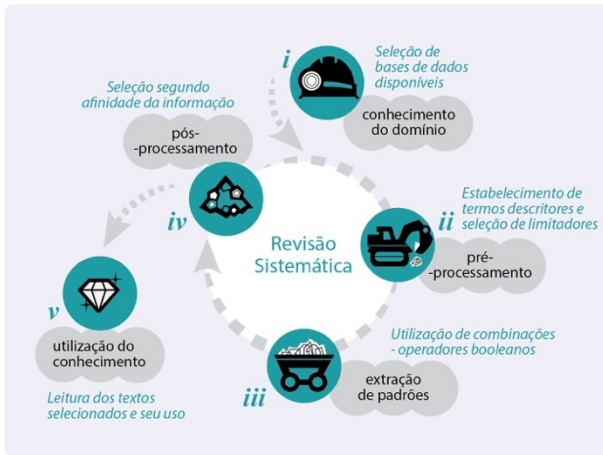 i
Seleção de
bases de dados
disponíveis
conhecimento
do domínio
Estabelecimento de
termos descritores e
seleção de limitadores
ii
pré-
-processamento
Utilização de combinações
- operadores booleanos
iii
extração
de padrões
Seleção segundo
afinidade da informação
pós-
-processamento
iv
Revisão
Sistemática
v
utilização do
conhecimento
Leitura dos textos
selecionados e seu uso